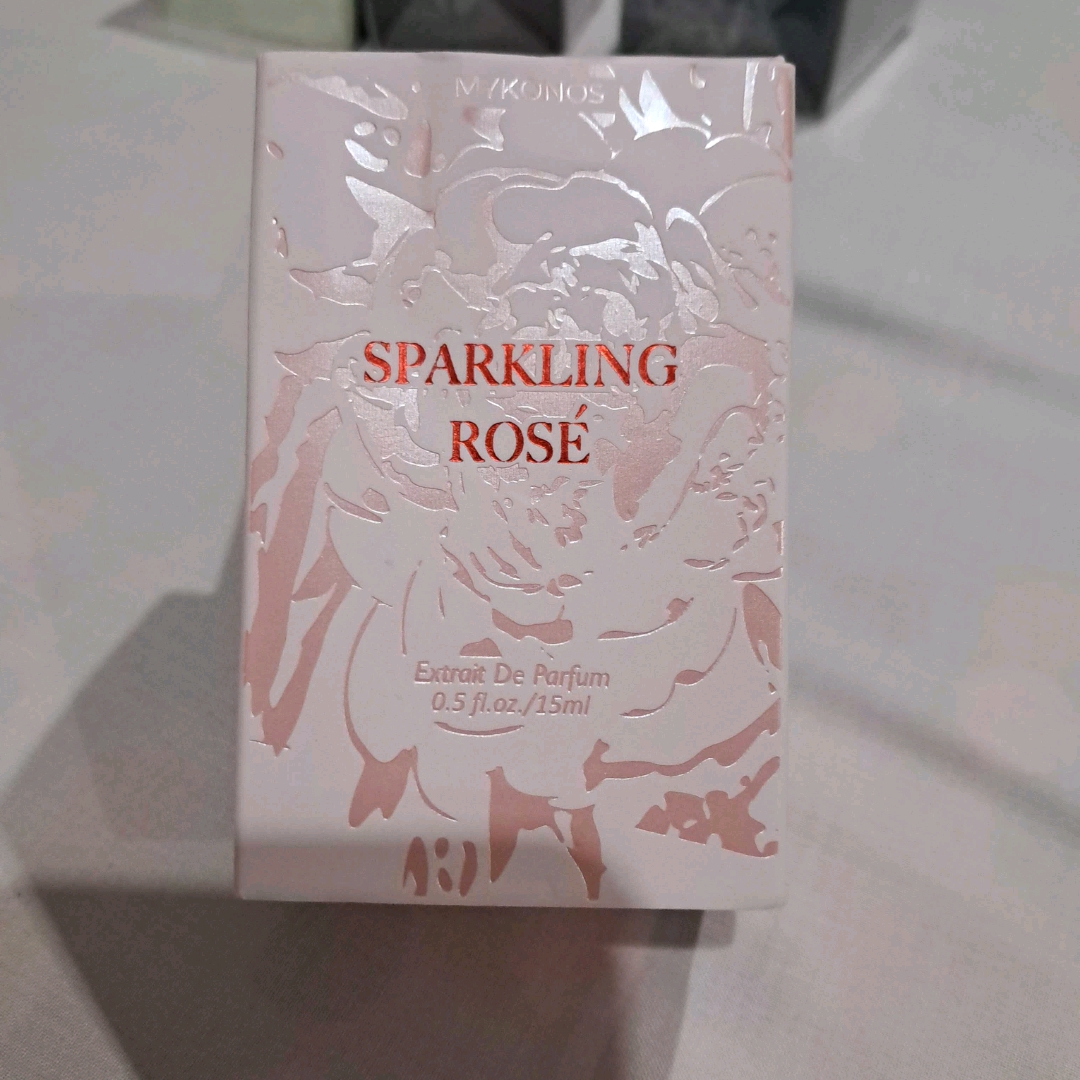 MYKONOS
SPARKLING
ROSÉ
Extrait De Parfum
0.5 fl.oz./15ml